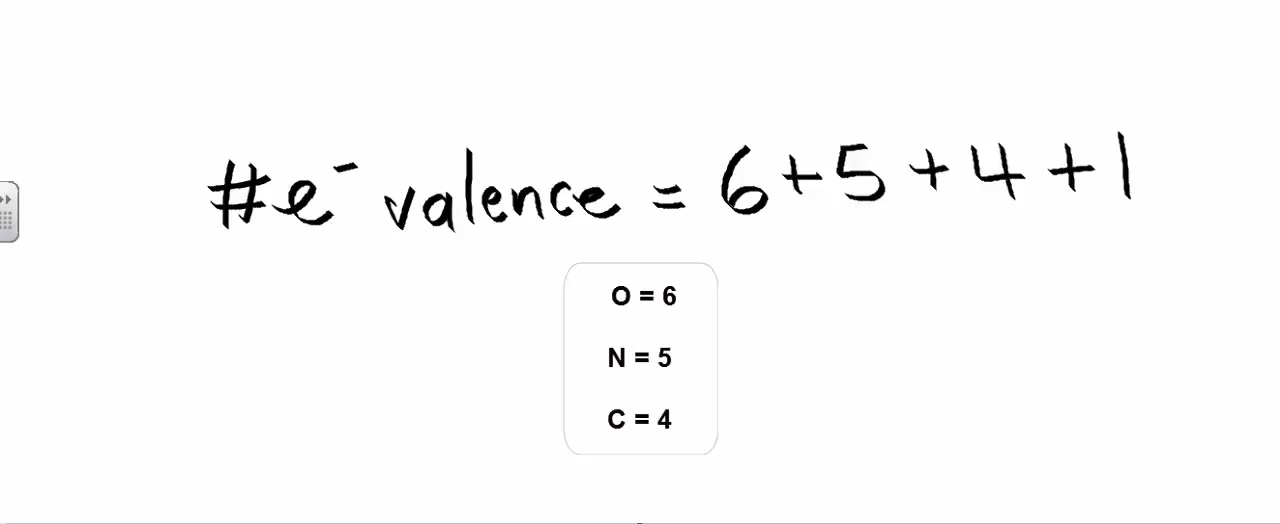 #e⁻ valence = 6+5+4+1
O = 6
N = 5
C = 4